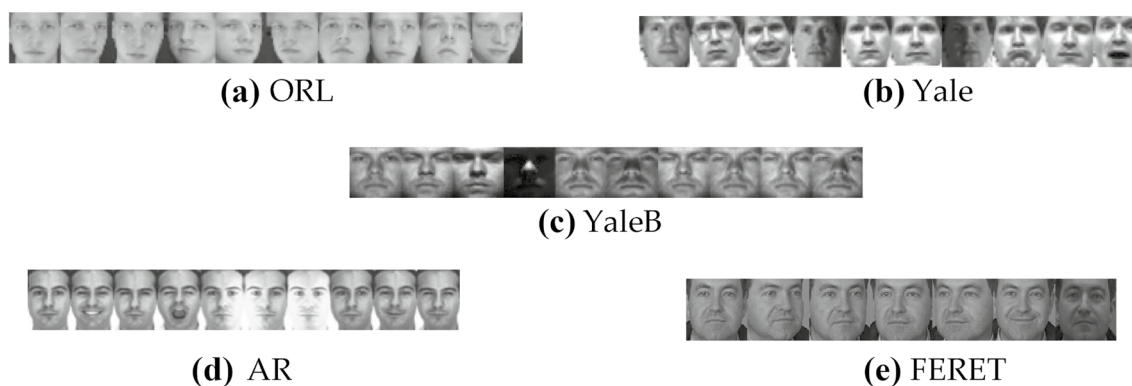 (a) ORL
(b) Yale
(c) YaleB
(d) AR
(e) FERET